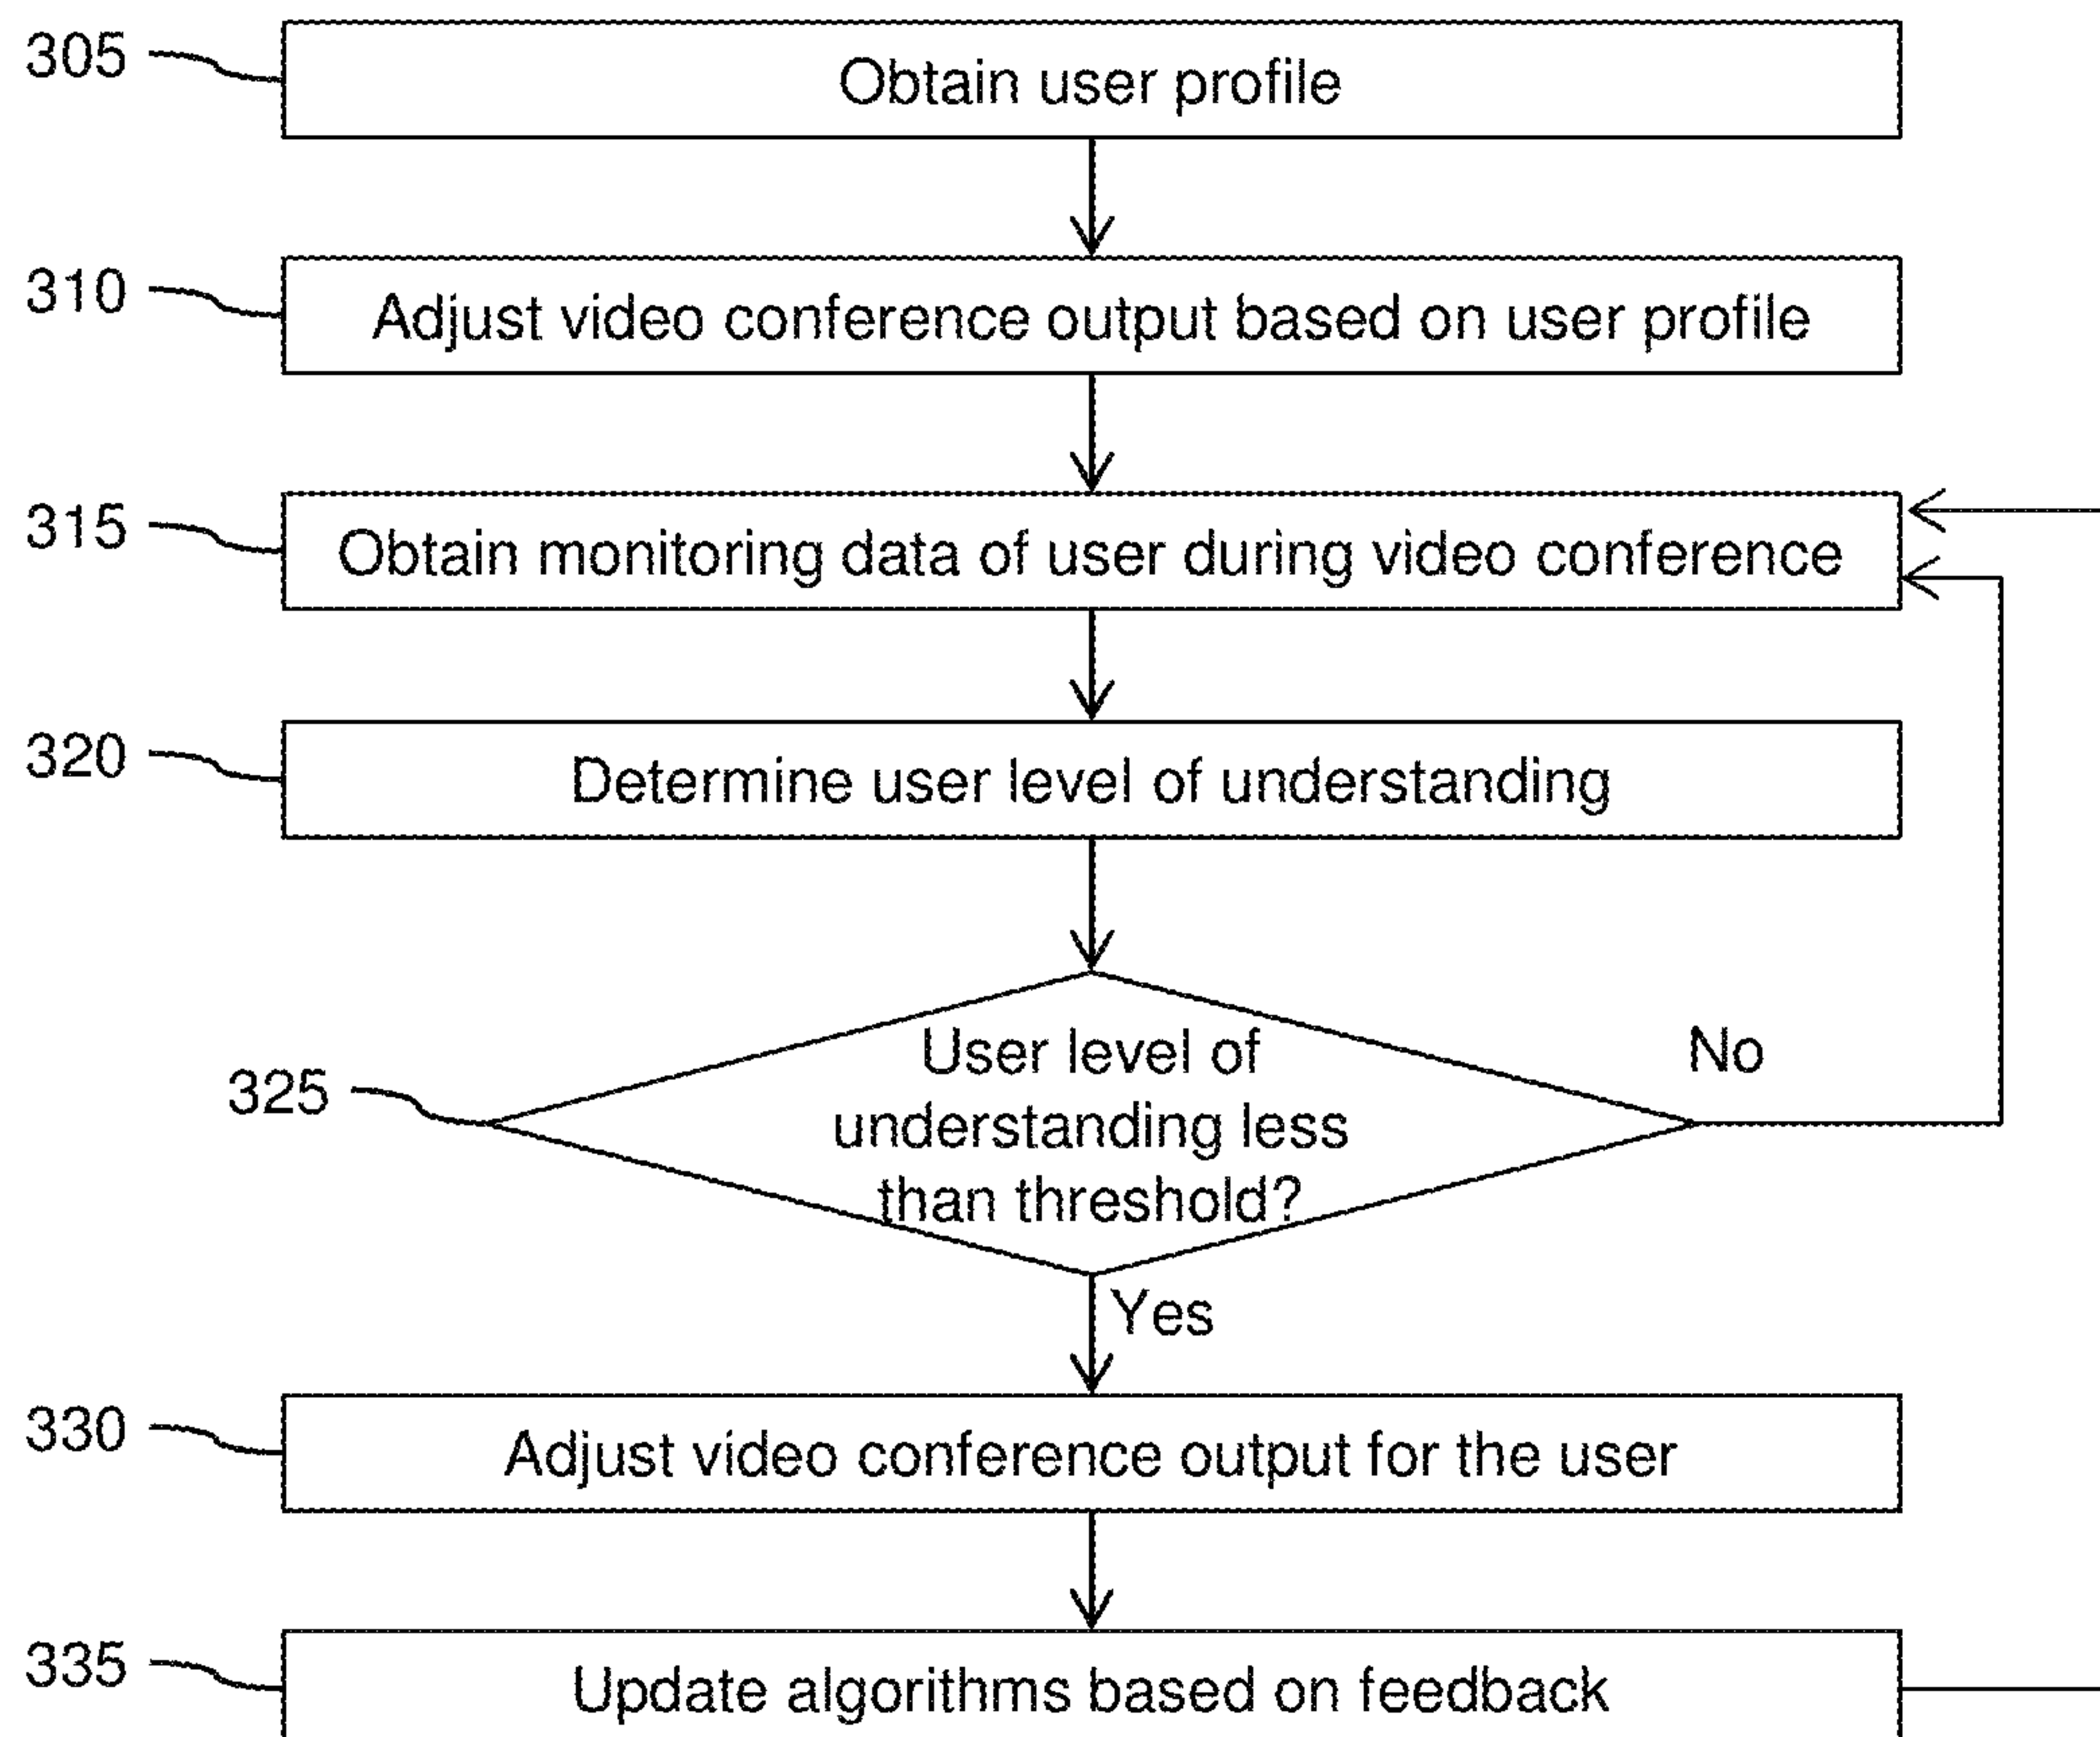 305
Obtain user profile
310
Adjust video conference output based on user profile
315
Obtain monitoring data of user during video conference
320
Determine user level of understanding
325
User level of
understanding less
than threshold?
No
Yes
330
Adjust video conference output for the user
335
Update algorithms based on feedback